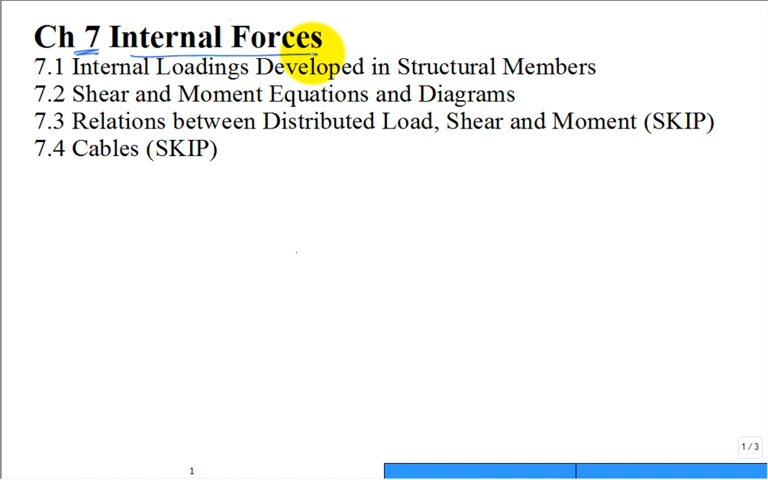 Ch 7 Internal Forces
7.1 Internal Loadings Developed in Structural Members
7.2 Shear and Moment Equations and Diagrams
7.3 Relations between Distributed Load, Shear and Moment (SKIP)
7.4 Cables (SKIP)
1 / 3
1